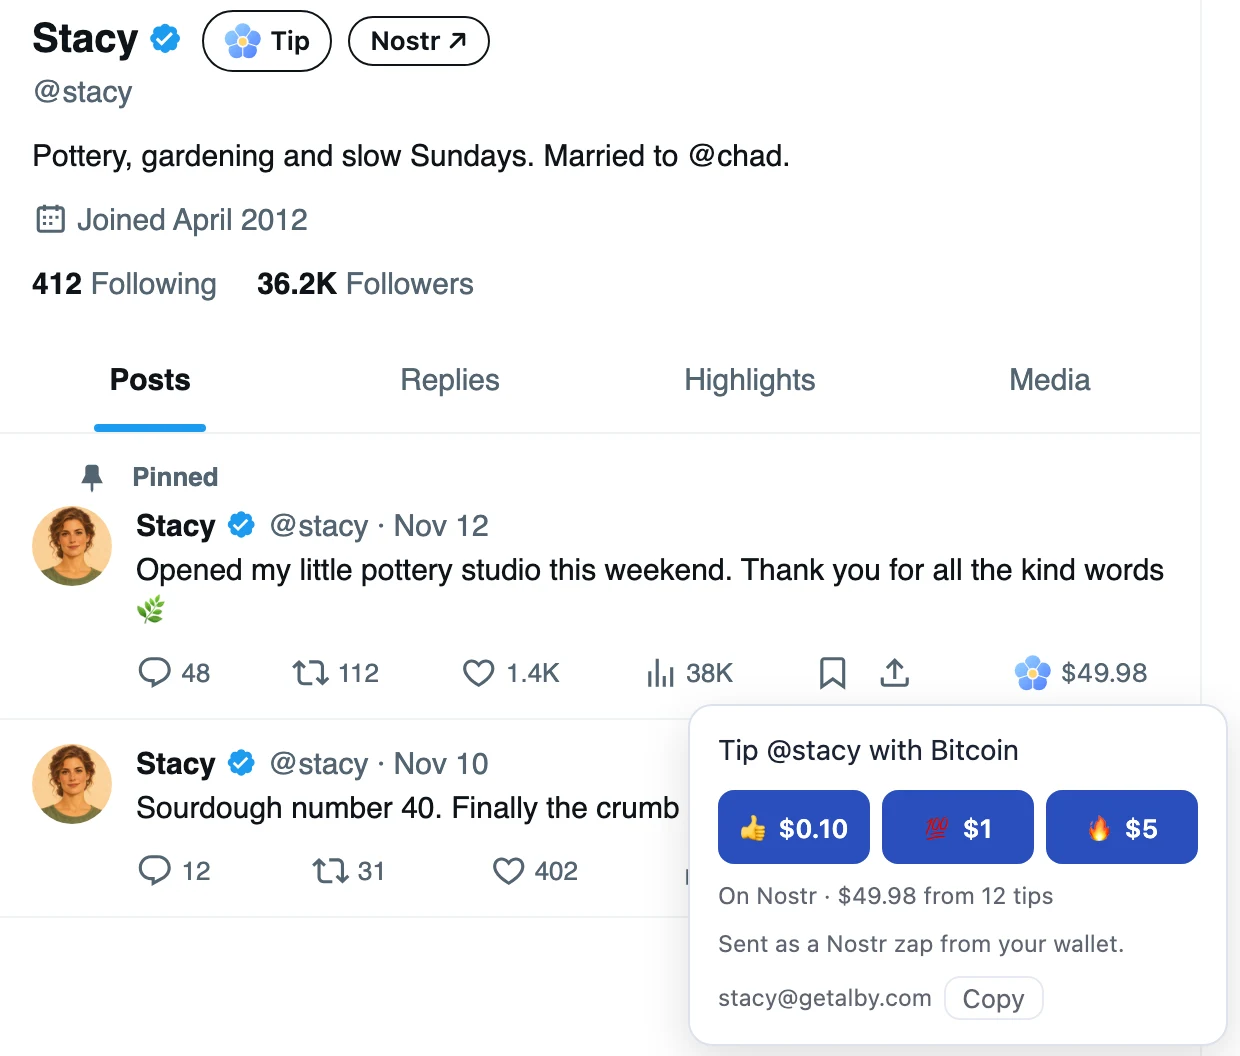 Stacy Tip Nostr ↗
@stacy
Pottery, gardening and slow Sundays. Married to @chad.
Joined April 2012
412 Following 36.2K Followers
Posts Replies Highlights Media
Pinned
Stacy @stacy · Nov 12
Opened my little pottery studio this weekend. Thank you for all the kind words
🌿
48 112 1.4K 38K $49.98
Stacy @stacy · Nov 10
Sourdough number 40. Finally the crumb
12 31 402
Tip @stacy with Bitcoin
👍 $0.10 💯 $1 🔥 $5
On Nostr · $49.98 from 12 tips
Sent as a Nostr zap from your wallet.
stacy@getalby.com Copy